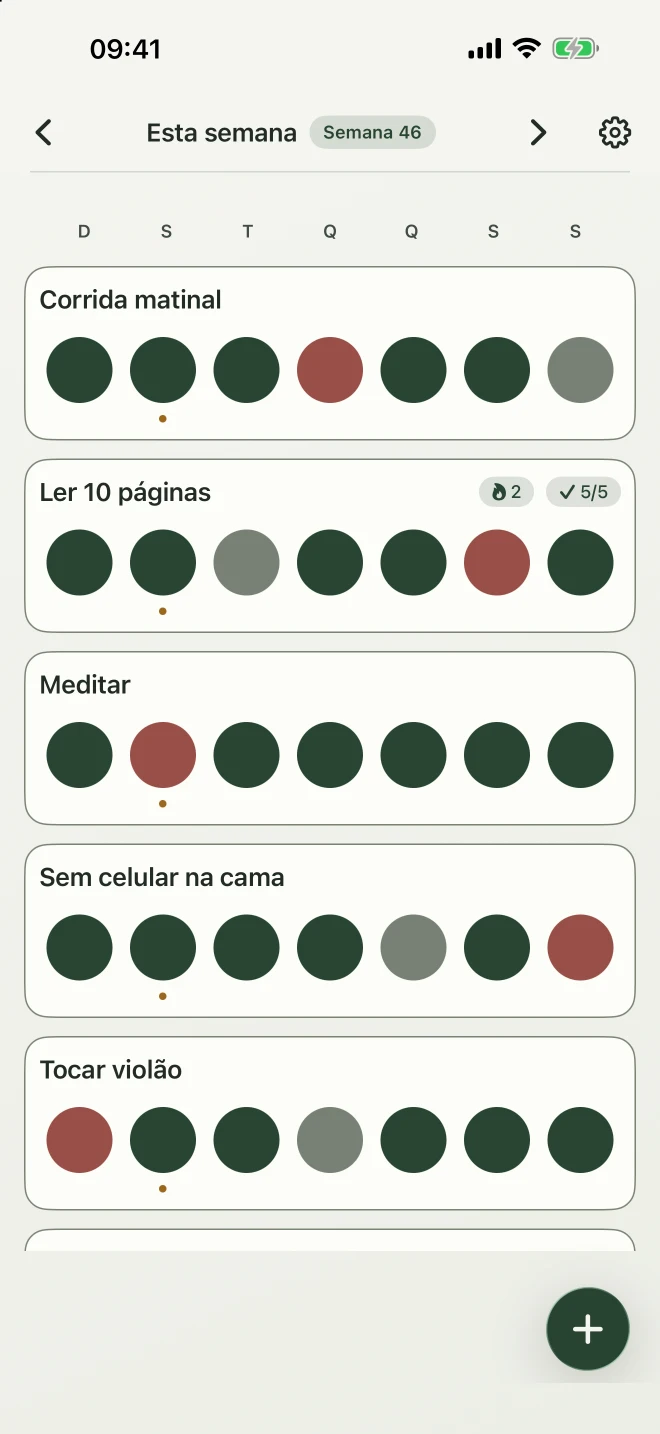 09:41
Esta semana Semana 46
D S T Q Q S S
Corrida matinal
Ler 10 páginas 2 5/5
Meditar
Sem celular na cama
Tocar violão